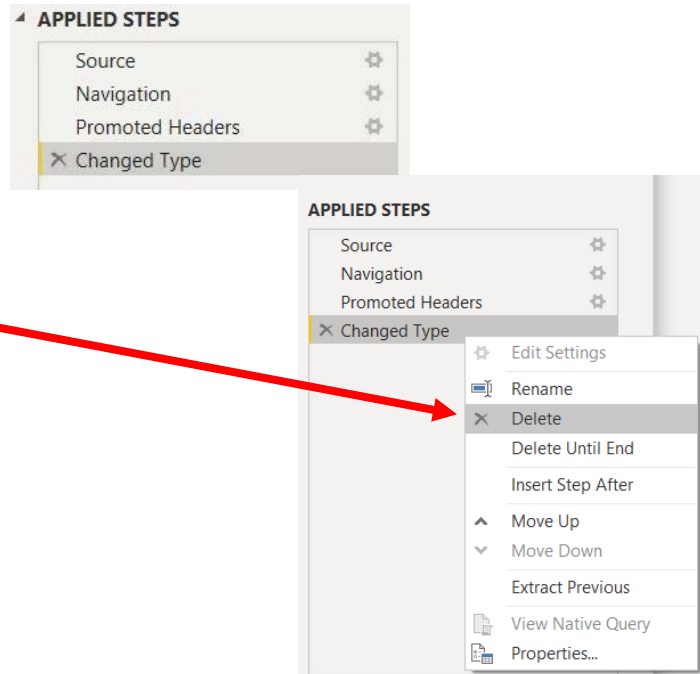 APPLIED STEPS
Source
Navigation
Promoted Headers
Changed Type
APPLIED STEPS
Source
Navigation
Promoted Headers
Changed Type
Edit Settings
Rename
Delete
Delete Until End
Insert Step After
Move Up
Move Down
Extract Previous
View Native Query
Properties...